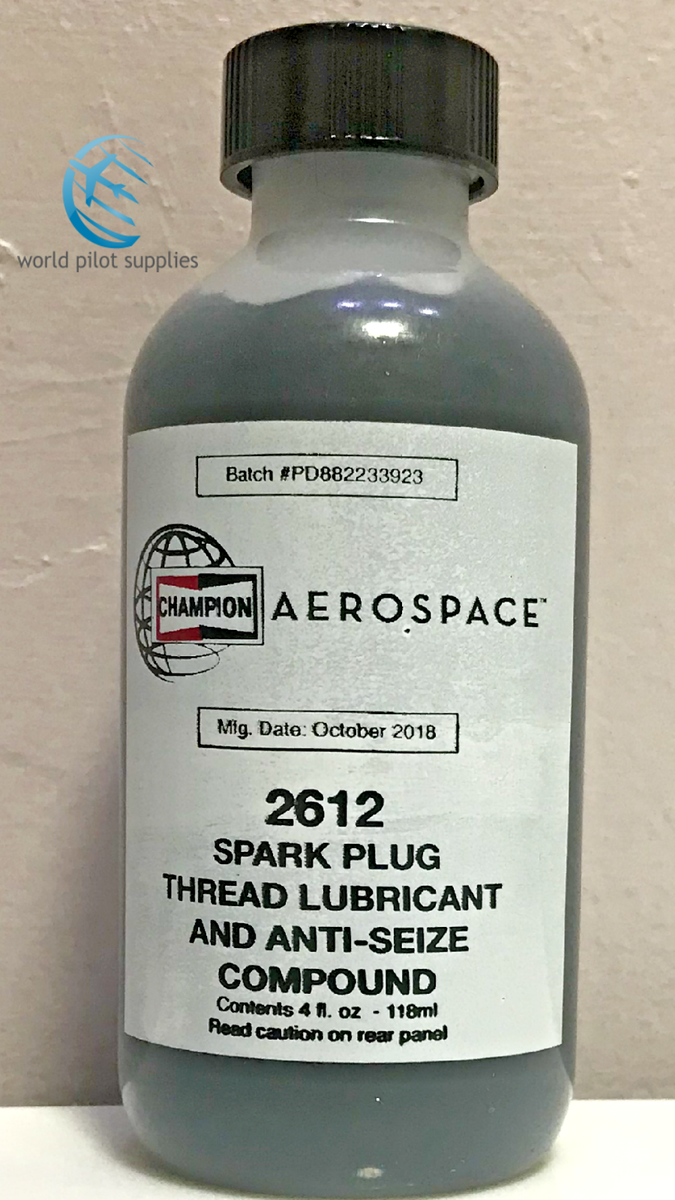 world pilot supplies
Batch #PD882233923
CHAMPION
AEROSPACE™
Mfg. Date: October 2018
2612
SPARK PLUG
THREAD LUBRICANT
AND ANTI-SEIZE
COMPOUND
Contents 4 fl. oz - 118ml
Read caution on rear panel